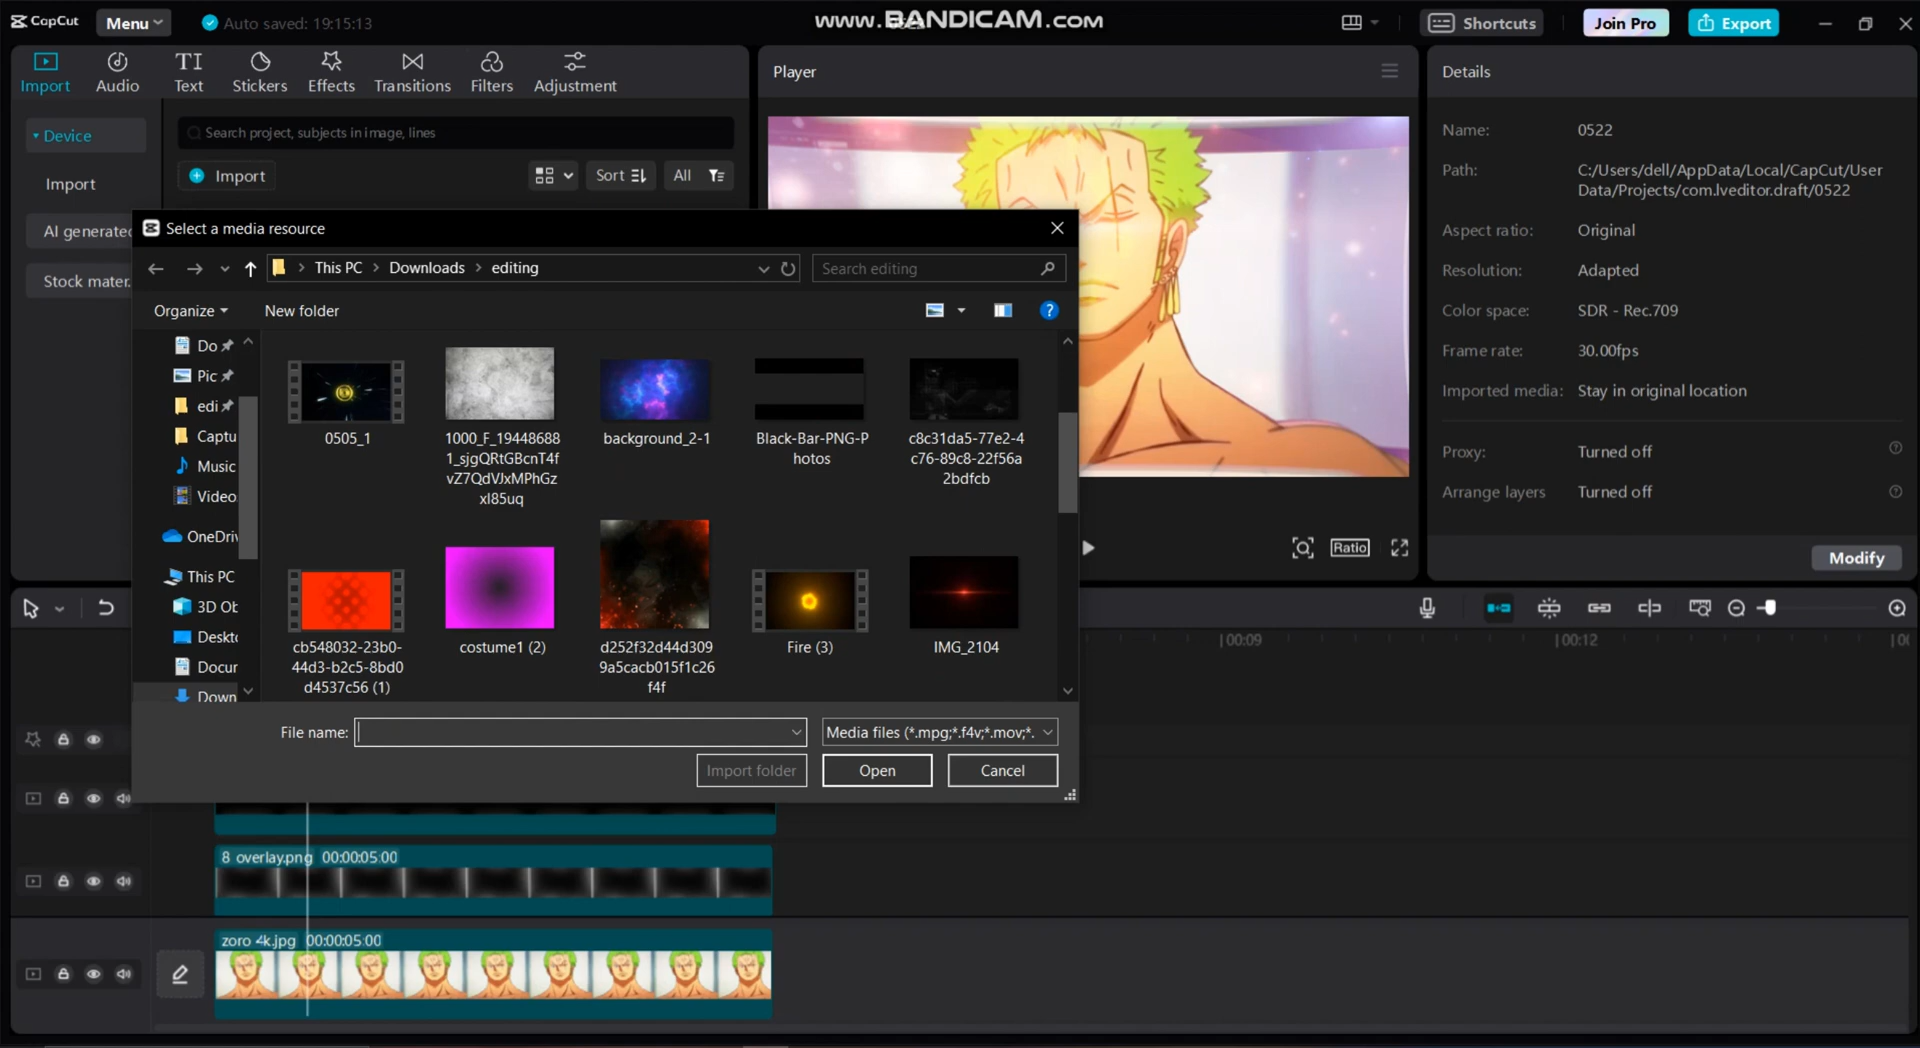 CapCut
Menu
Auto saved: 19:15:13
www.BANDICAM.com
Shortcuts
Join Pro
Export
Import
Audio
TI
Text
Stickers
Effects
Transitions
Filters
Adjustment
Player
Details
Device
Search project, subjects in image, lines
Import
Import
Sort
All
AI generated
Stock mater.
Name:
0522
Path:
C:/Users/dell/AppData/Local/CapCut/User
Data/Projects/com.lveditor.draft/0522
Aspect ratio:
Original
Resolution:
Adapted
Color space:
SDR - Rec.709
Frame rate:
30.00fps
Imported media:
Stay in original location
Proxy:
Turned off
Arrange layers
Turned off
Modify
Select a media resource
This PC
Downloads
editing
Search editing
Organize
New folder
Do
Pic
edi
Captu
Music
Video
OneDriv
This PC
3D Ob
Deskto
Docur
Down
0505_1
1000_F_19448688
1_sjgQRtGBcnT4f
vZ7QdVJxMPhGz
xI85uq
background_2-1
Black-Bar-PNG-P
hotos
c8c31da5-77e2-4
c76-89c8-22f56a
2bdfcb
cb548032-23b0-
44d3-b2c5-8bd0
d4537c56 (1)
costume1 (2)
d252f32d44d309
9a5cacb015f1c26
f4f
Fire (3)
IMG_2104
File name:
Media files (*.mpg;*.f4v;*.mov;*.
Import folder
Open
Cancel
Ratio
00:09
00:12
8 overlay.png 00:00:05:00
zoro 4k.jpg 00:00:05:00